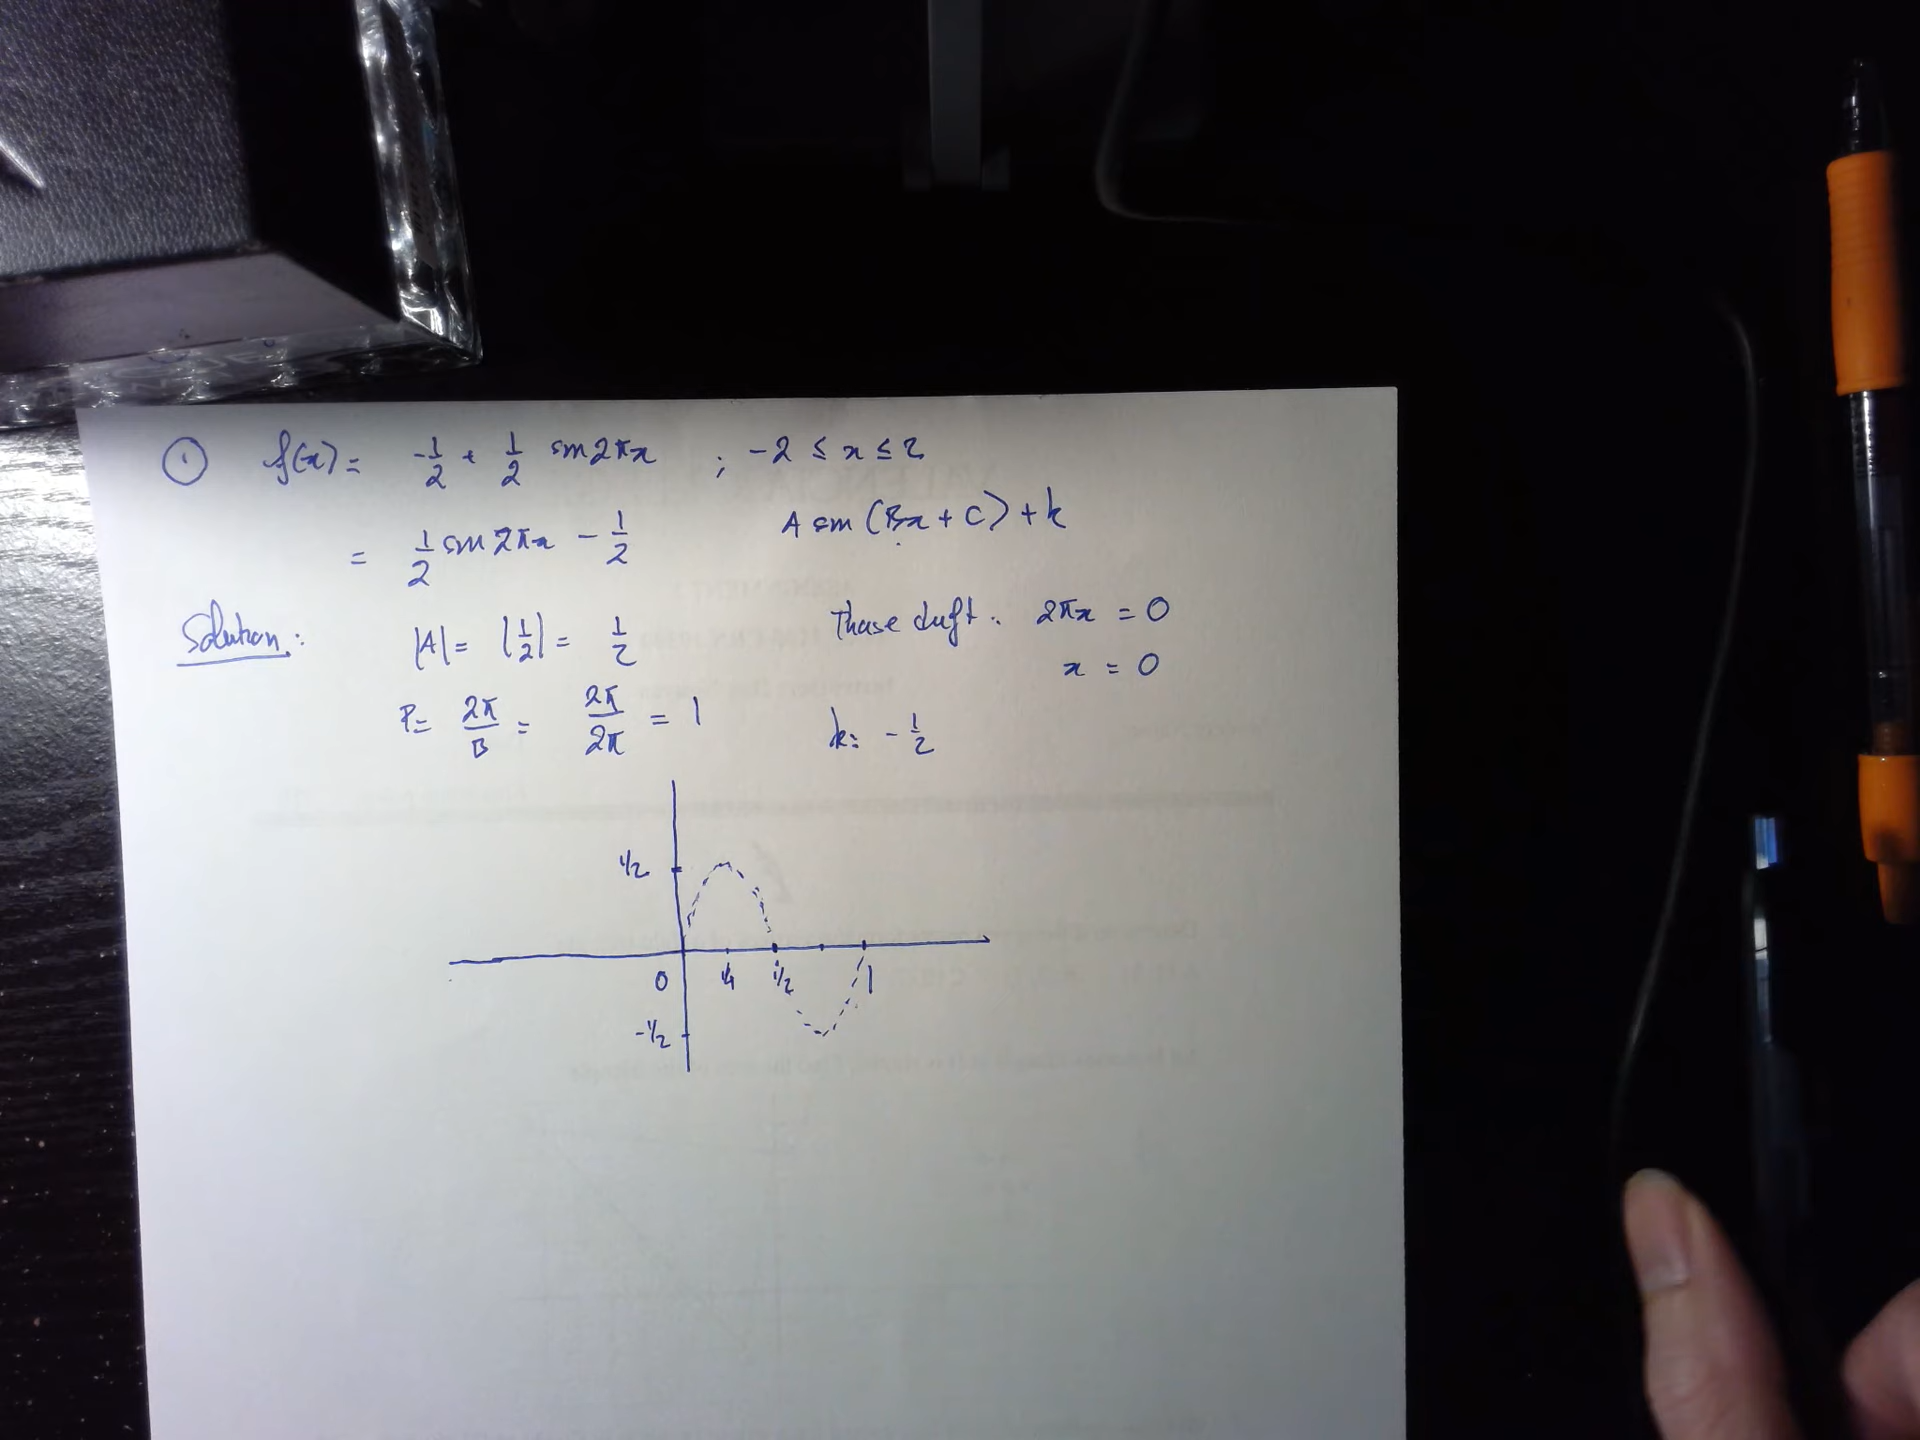 ① f(x) = -1/2 + 1/2 sin 2πx ; -2 ≤ x ≤ 2
= 1/2 sin 2πx - 1/2
A sin (Bx + C) + k
Solution:
|A| = |1/2| = 1/2
Phase shift: 2πx = 0
x = 0
P = 2π/B = 2π/2π = 1
k = -1/2
1/2
0 1/4 1/2 1
-1/2